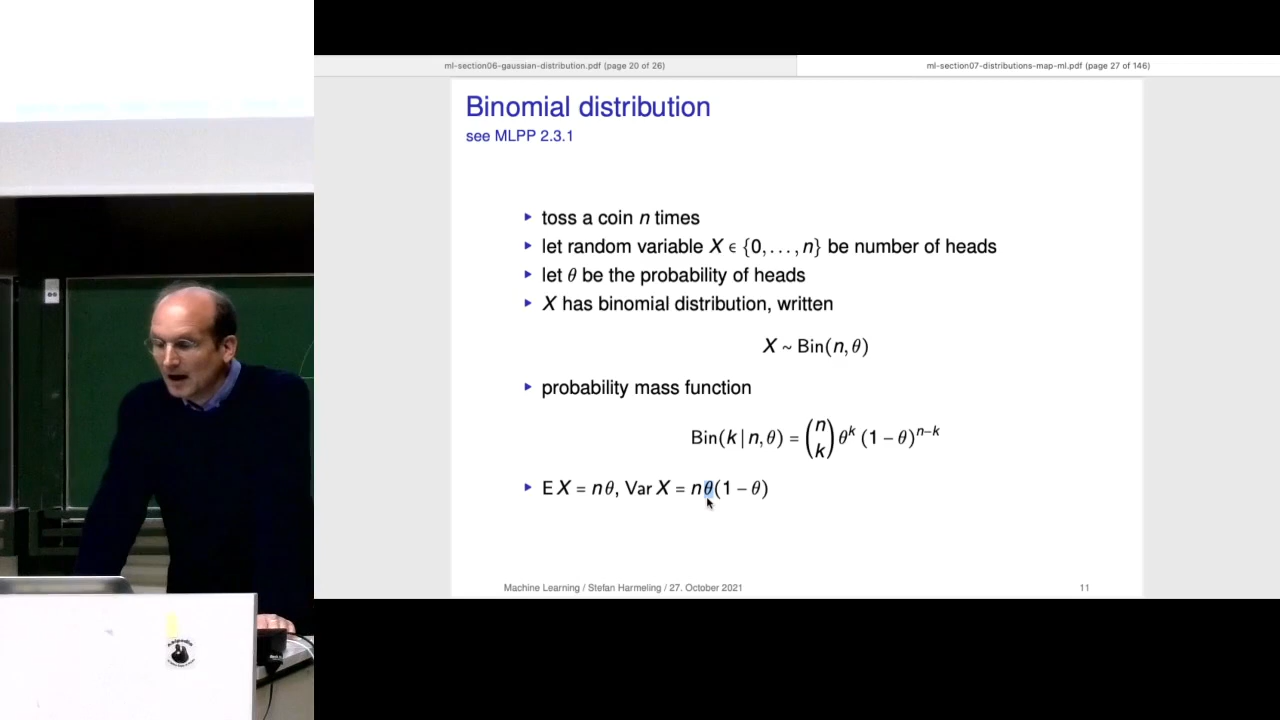 ml-section06-gaussian-distribution.pdf (page 20 of 26)
ml-section07-distributions-map-ml.pdf (page 27 of 146)
Binomial distribution
see MLPP 2.3.1
▸ toss a coin n times
▸ let random variable X ∈ {0, . . . , n} be number of heads
▸ let θ be the probability of heads
▸ X has binomial distribution, written
X ~ Bin(n, θ)
▸ probability mass function
Bin(k | n, θ) = (n k) θ^k (1 − θ)^{n−k}
▸ E X = nθ, Var X = nθ(1 − θ)
Machine Learning / Stefan Harmeling / 27. October 2021
11